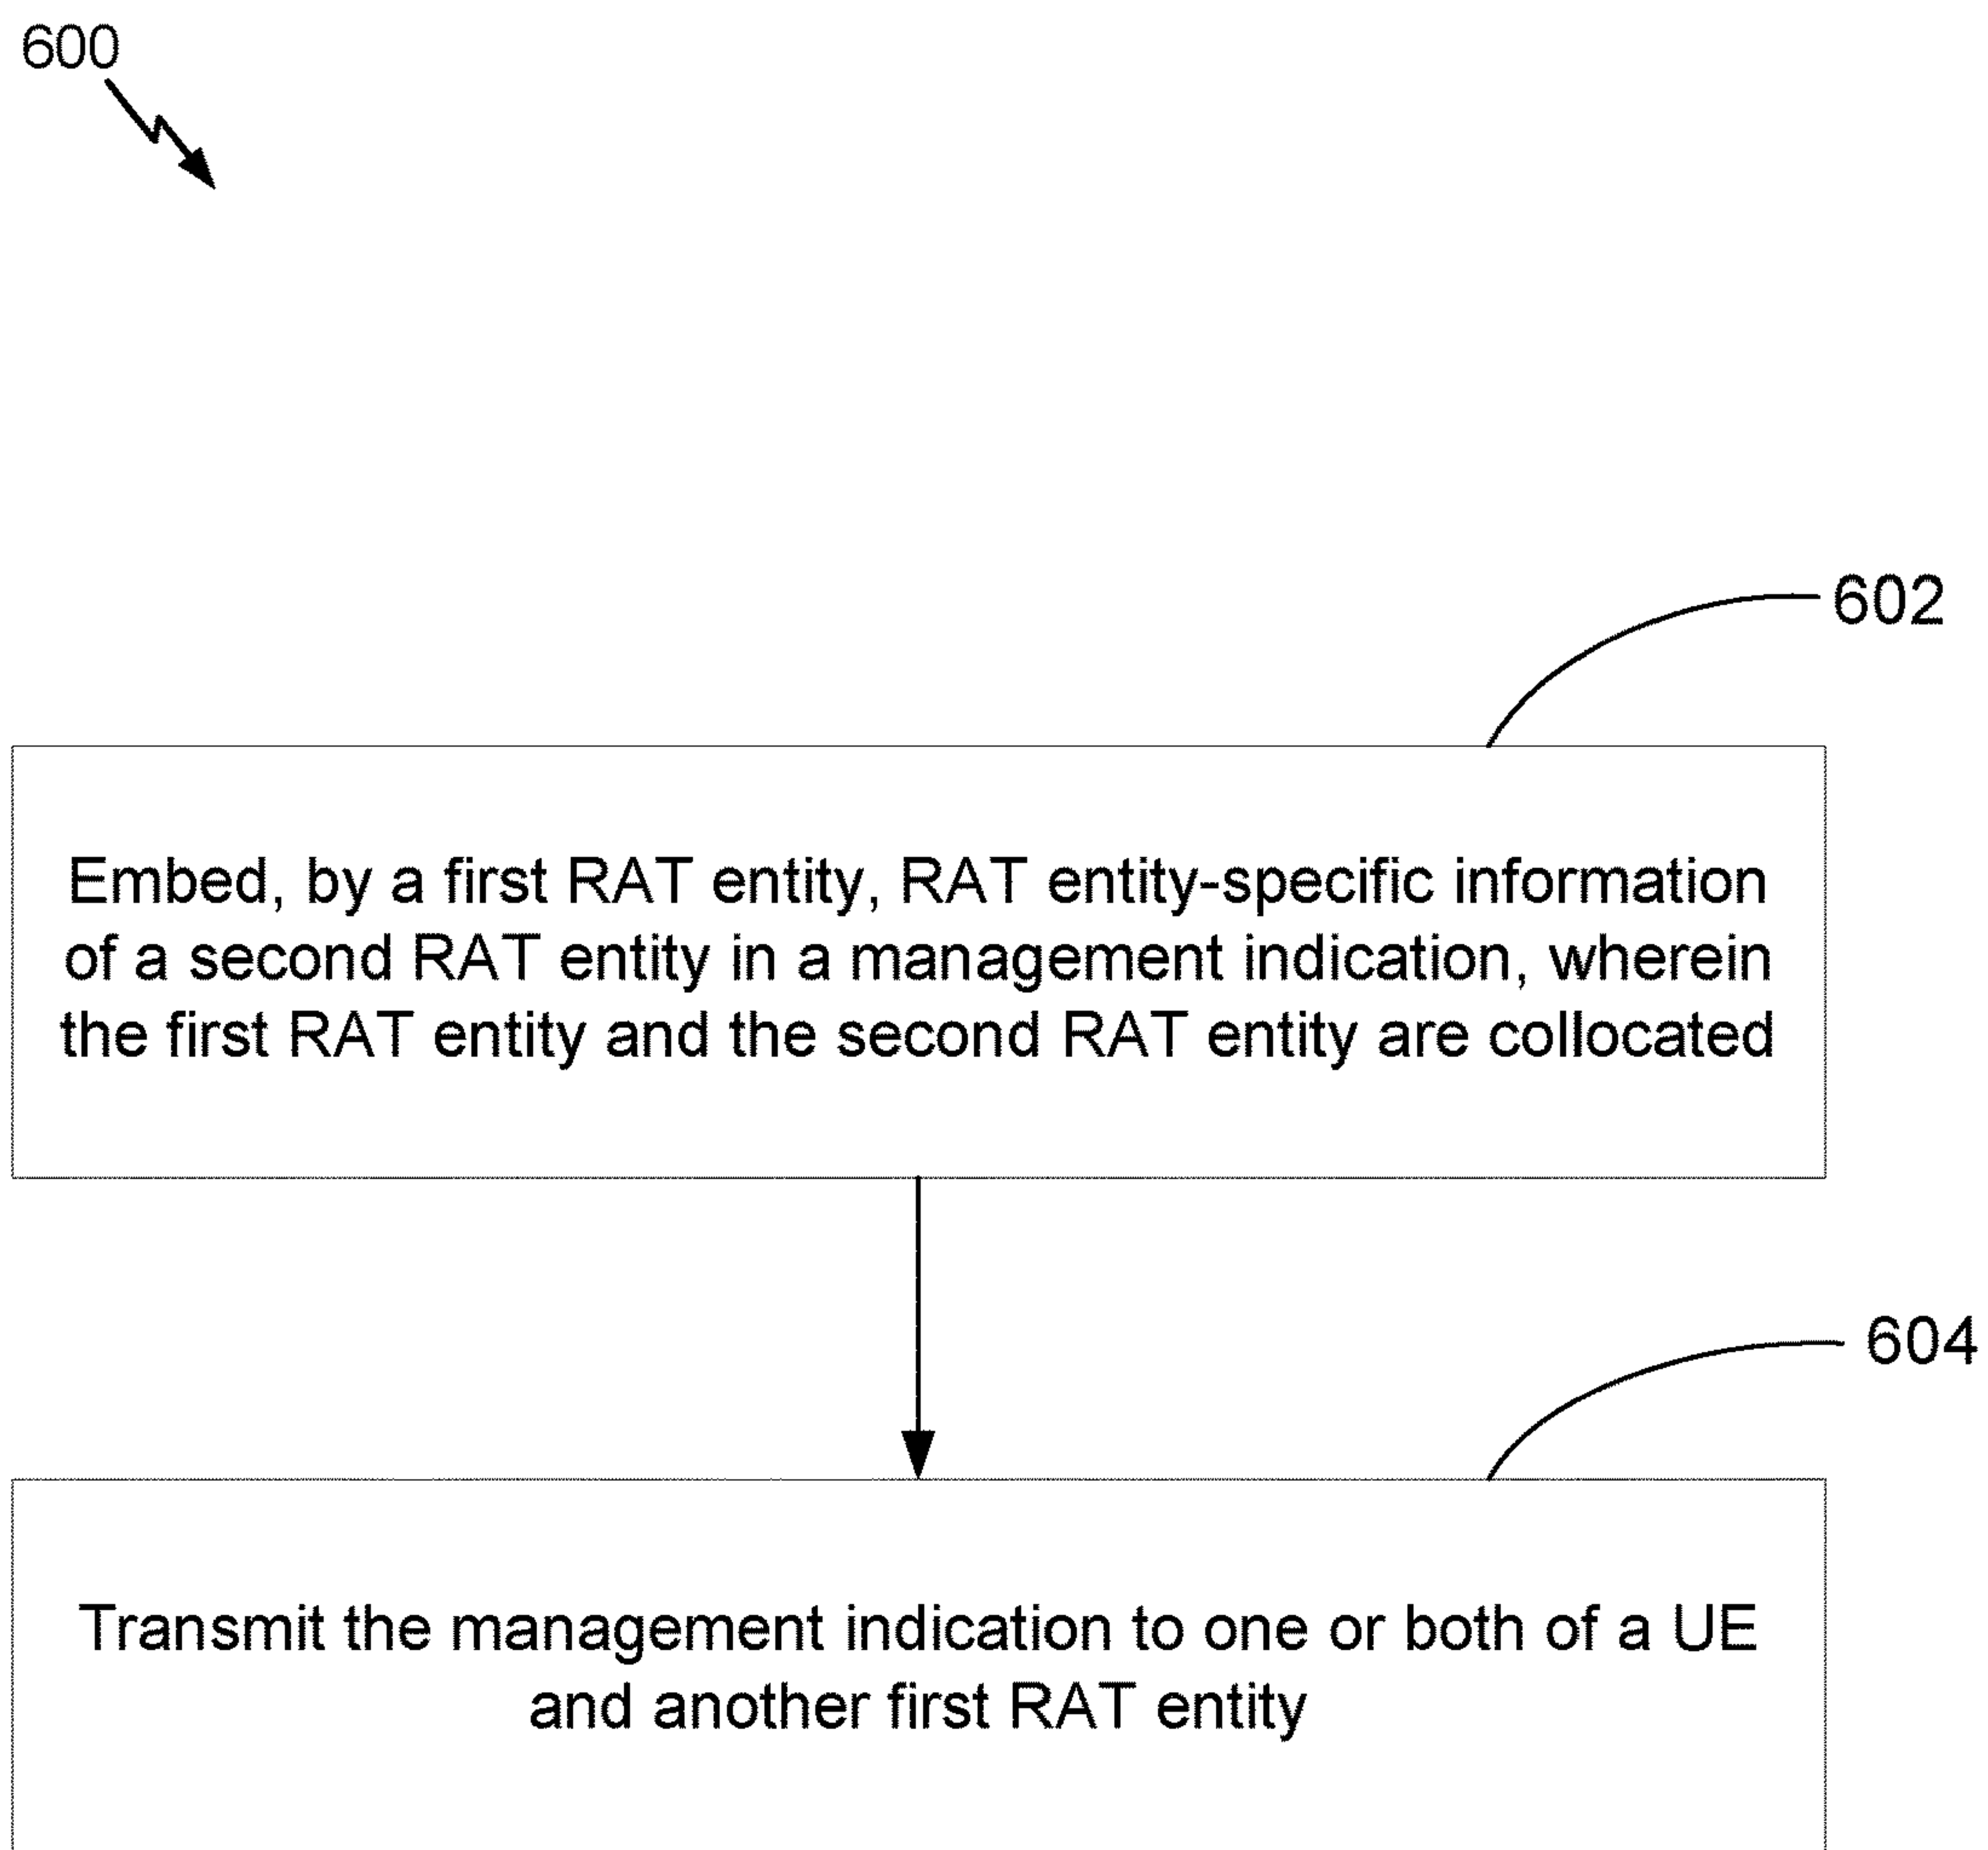 600
602
Embed, by a first RAT entity, RAT entity-specific information
of a second RAT entity in a management indication, wherein
the first RAT entity and the second RAT entity are collocated
604
Transmit the management indication to one or both of a UE
and another first RAT entity